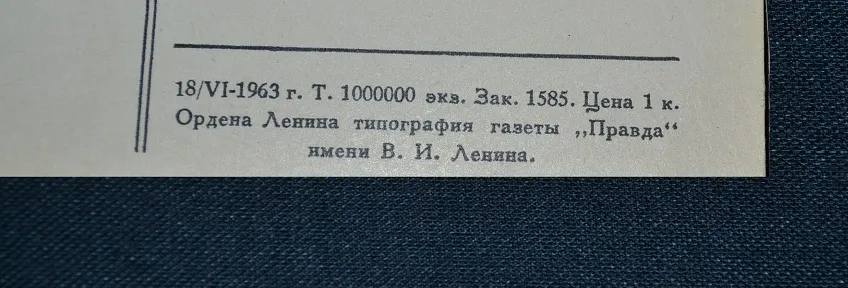 18/VI-1963 г. Т. 1000000 экз. Зак. 1585. Цена 1 к.
Ордена Ленина типография газеты „Правда“
имени В. И. Ленина.